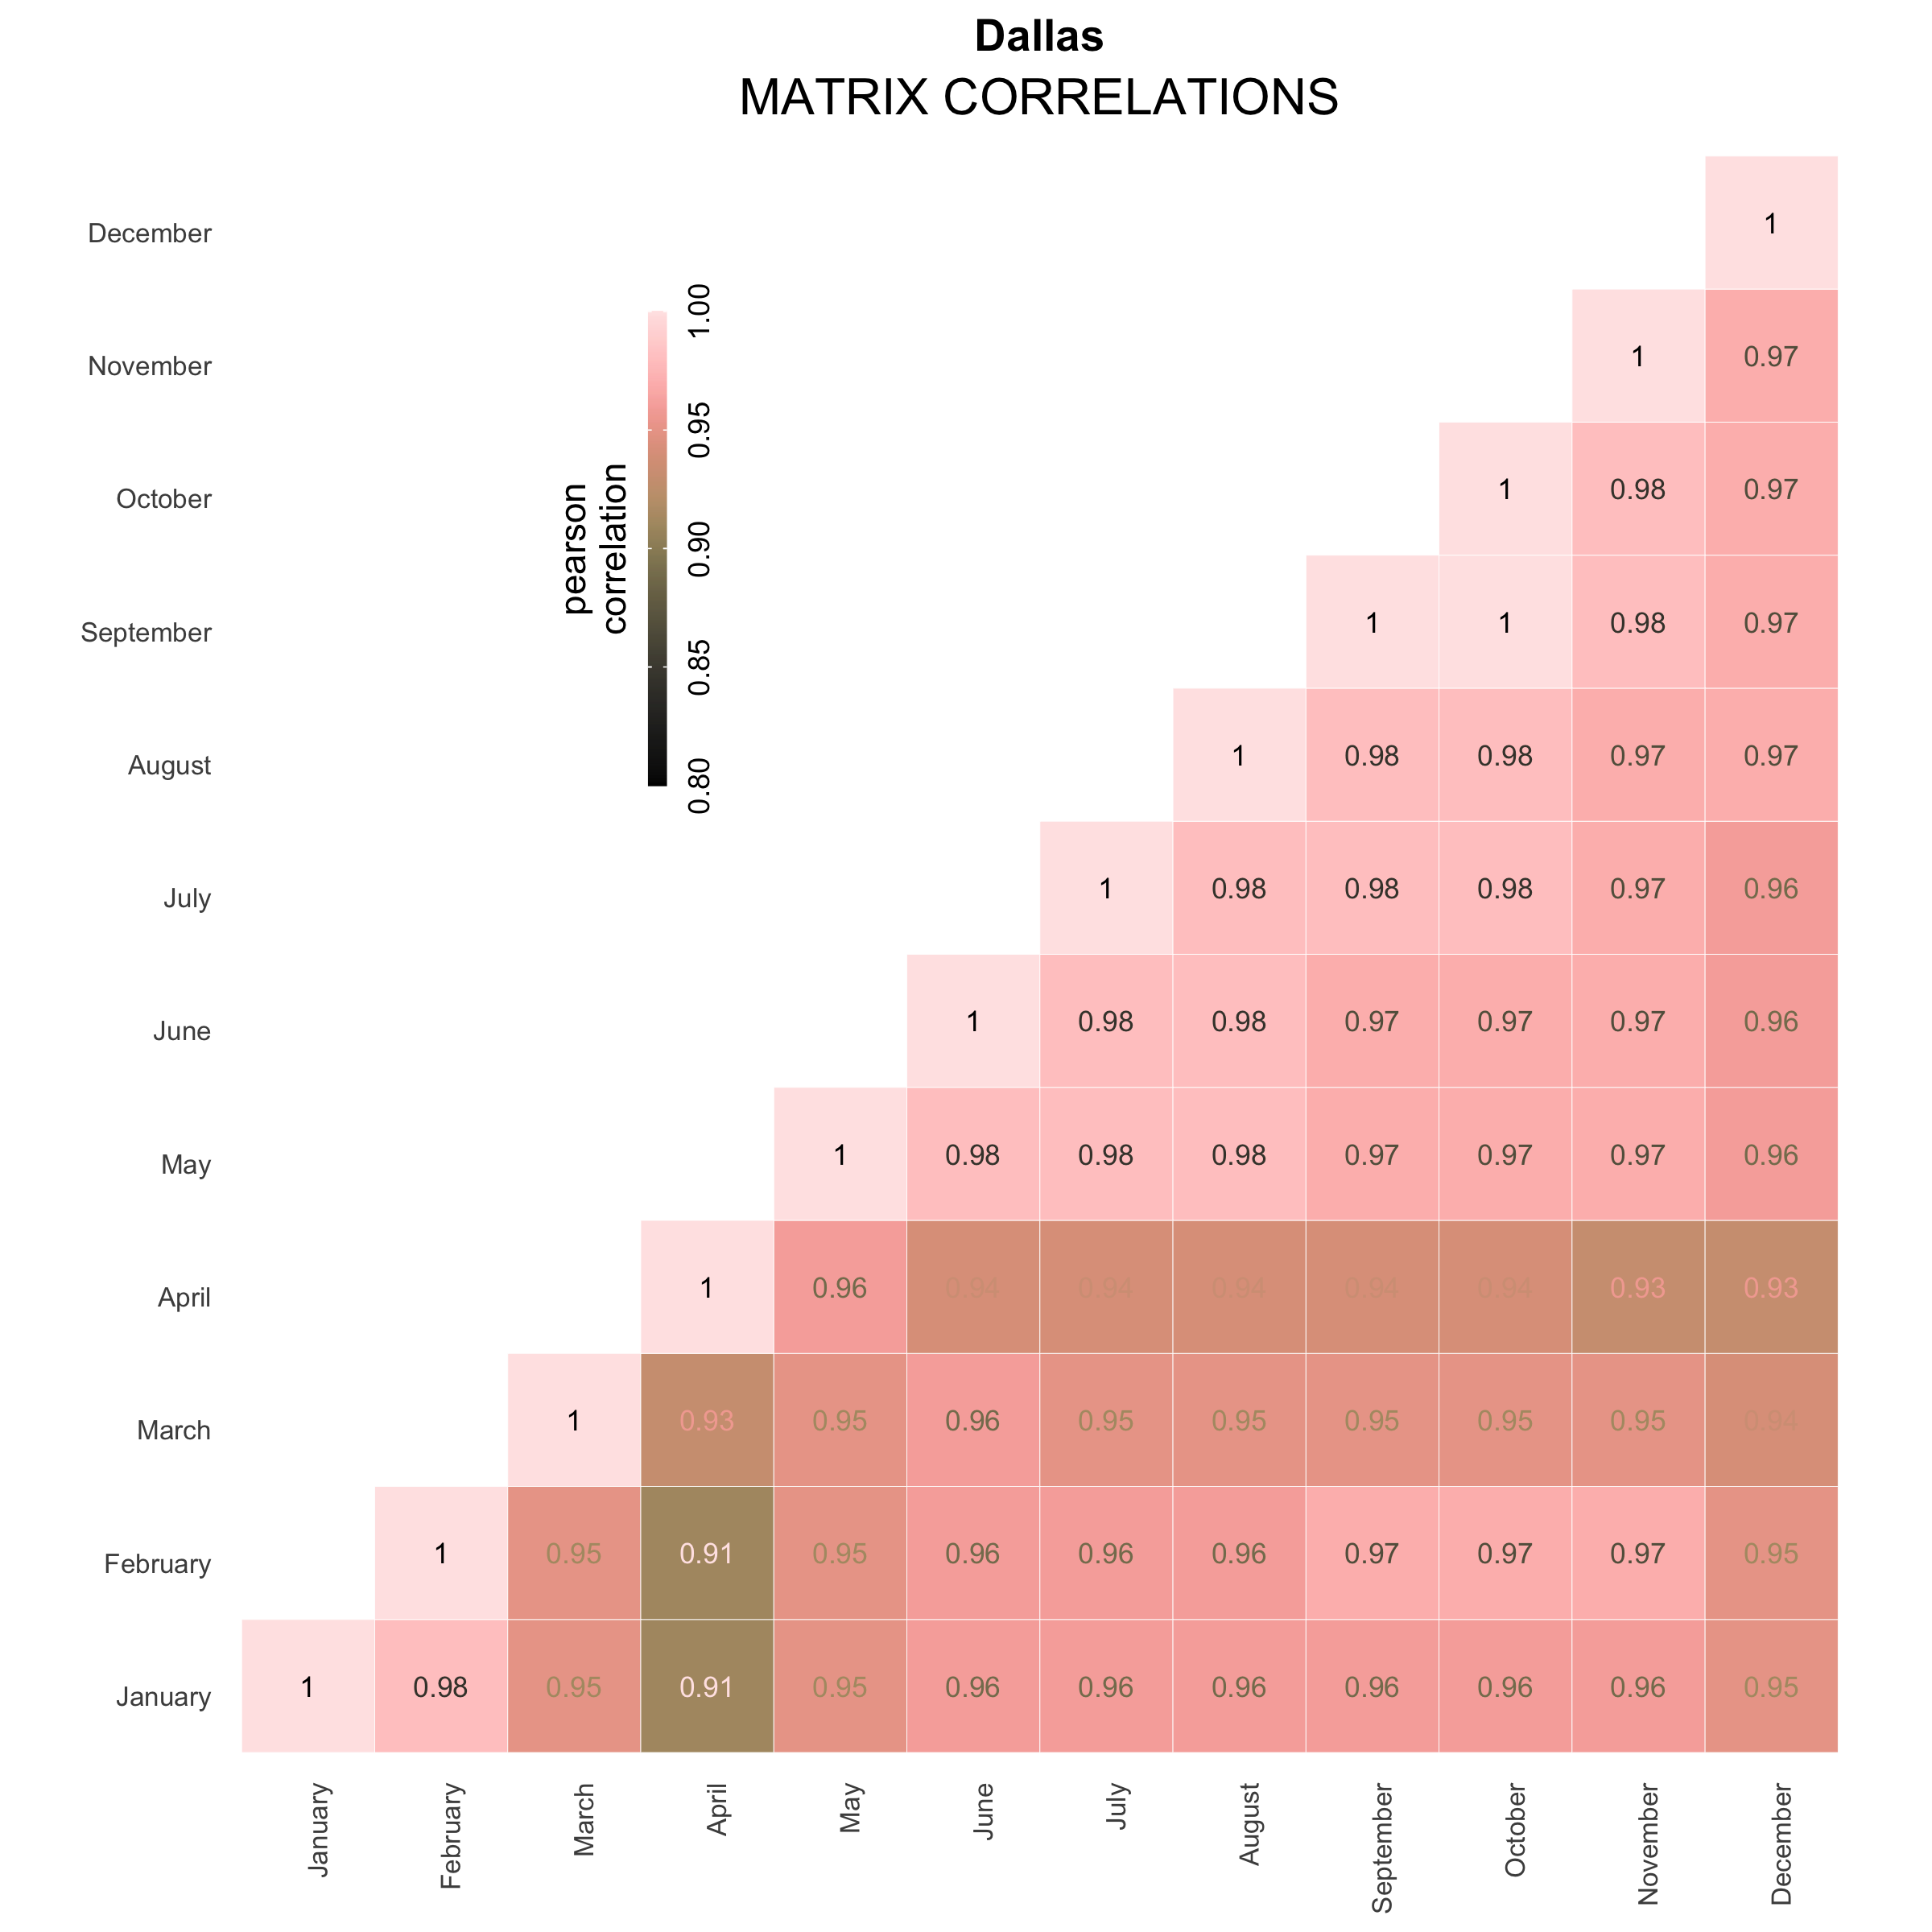 Dallas
MATRIX CORRELATIONS
December 1
November 1 0.97
October 1 0.98 0.97
September 1 1 0.98 0.97
August 1 0.98 0.98 0.97 0.97
July 1 0.98 0.98 0.98 0.97 0.96
June 1 0.98 0.98 0.97 0.97 0.97 0.96
May 1 0.98 0.98 0.98 0.97 0.97 0.97 0.96
April 1 0.96 0.94 0.94 0.94 0.94 0.94 0.93 0.93
March 1 0.93 0.95 0.96 0.95 0.95 0.95 0.95 0.95 0.94
February 1 0.95 0.91 0.95 0.96 0.96 0.96 0.97 0.97 0.97 0.95
January 1 0.98 0.95 0.91 0.95 0.96 0.96 0.96 0.96 0.96 0.96 0.95
January February March April May June July August September October November December
pearson
correlation
0.80 0.85 0.90 0.95 1.00